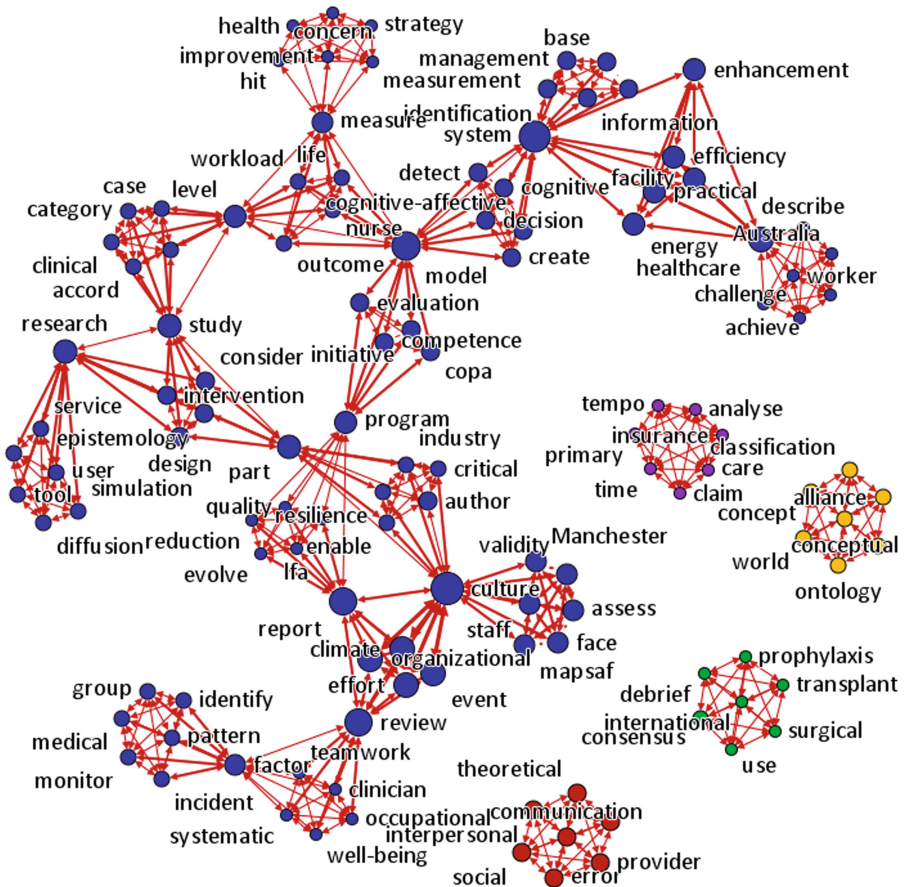 health
concern
strategy
improvement
hit
measurement
measure
base
management
enhancement
identification
system
information
workload
life
detect
cognitive
facility
efficiency
practical
case
level
category
cognitive-affective
decision
describe
nurse
Australia
clinical
accord
outcome
model
create
energy
healthcare
worker
challenge
achieve
research
study
evaluation
consider
initiative
competence
copa
intervention
service
epistemology
program
tempo
analyse
industry
insurance
classification
design
part
critical
primary
care
user
simulation
tool
author
time
claim
alliance
concept
quality
resilience
diffusion
reduction
enable
validity
Manchester
conceptual
world
evolve
lfa
ontology
culture
assess
report
staff
face
climate
organizational
mapsaf
prophylaxis
effort
event
transplant
debrief
group
identify
international
surgical
consensus
review
pattern
medical
teamwork
use
factor
monitor
theoretical
clinician
incident
occupational
communication
systematic
interpersonal
well-being
provider
social
error